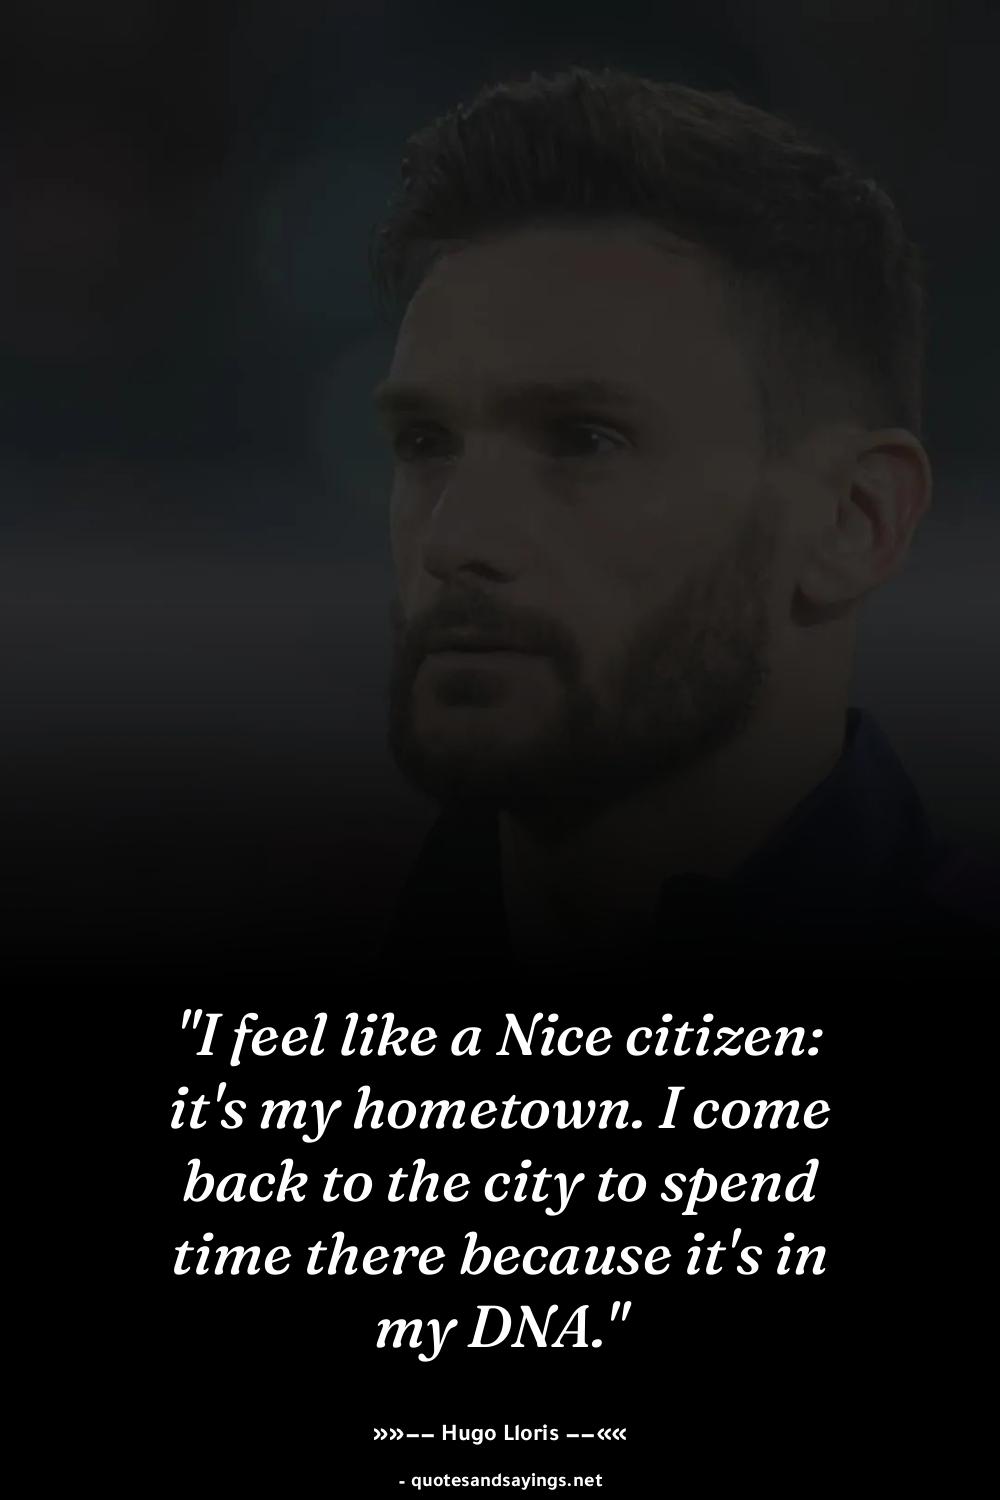 "I feel like a Nice citizen:
it's my hometown. I come
back to the city to spend
time there because it's in
my DNA."
»»–– Hugo Lloris ––««
- quotesandsayings.net